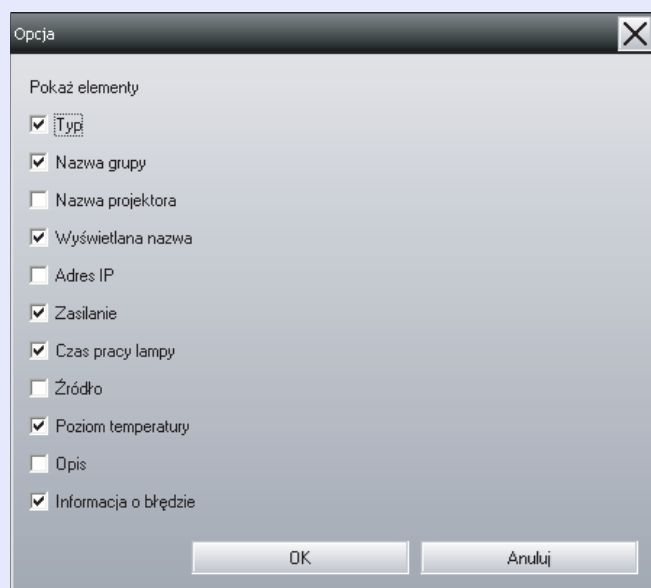 Opcja
Pokaż elementy
Typ
Nazwa grupy
Nazwa projektora
Wyświetlana nazwa
Adres IP
Zasilanie
Czas pracy lampy
Źródło
Poziom temperatury
Opis
Informacja o błędzie
OK Anuluj